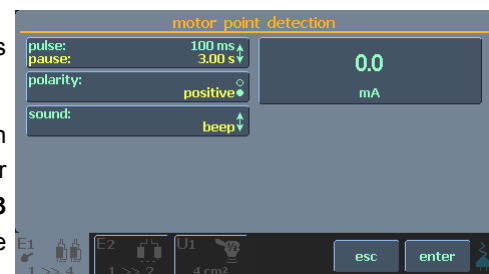 motor point detection
pulse: 100 ms
pause: 3.00 s
0.0
mA
polarity:
positive
sound:
beep
E1
E2
U1
1 >> 4
1 >> 2
4 cm²
esc
enter
s
n
r
3
e